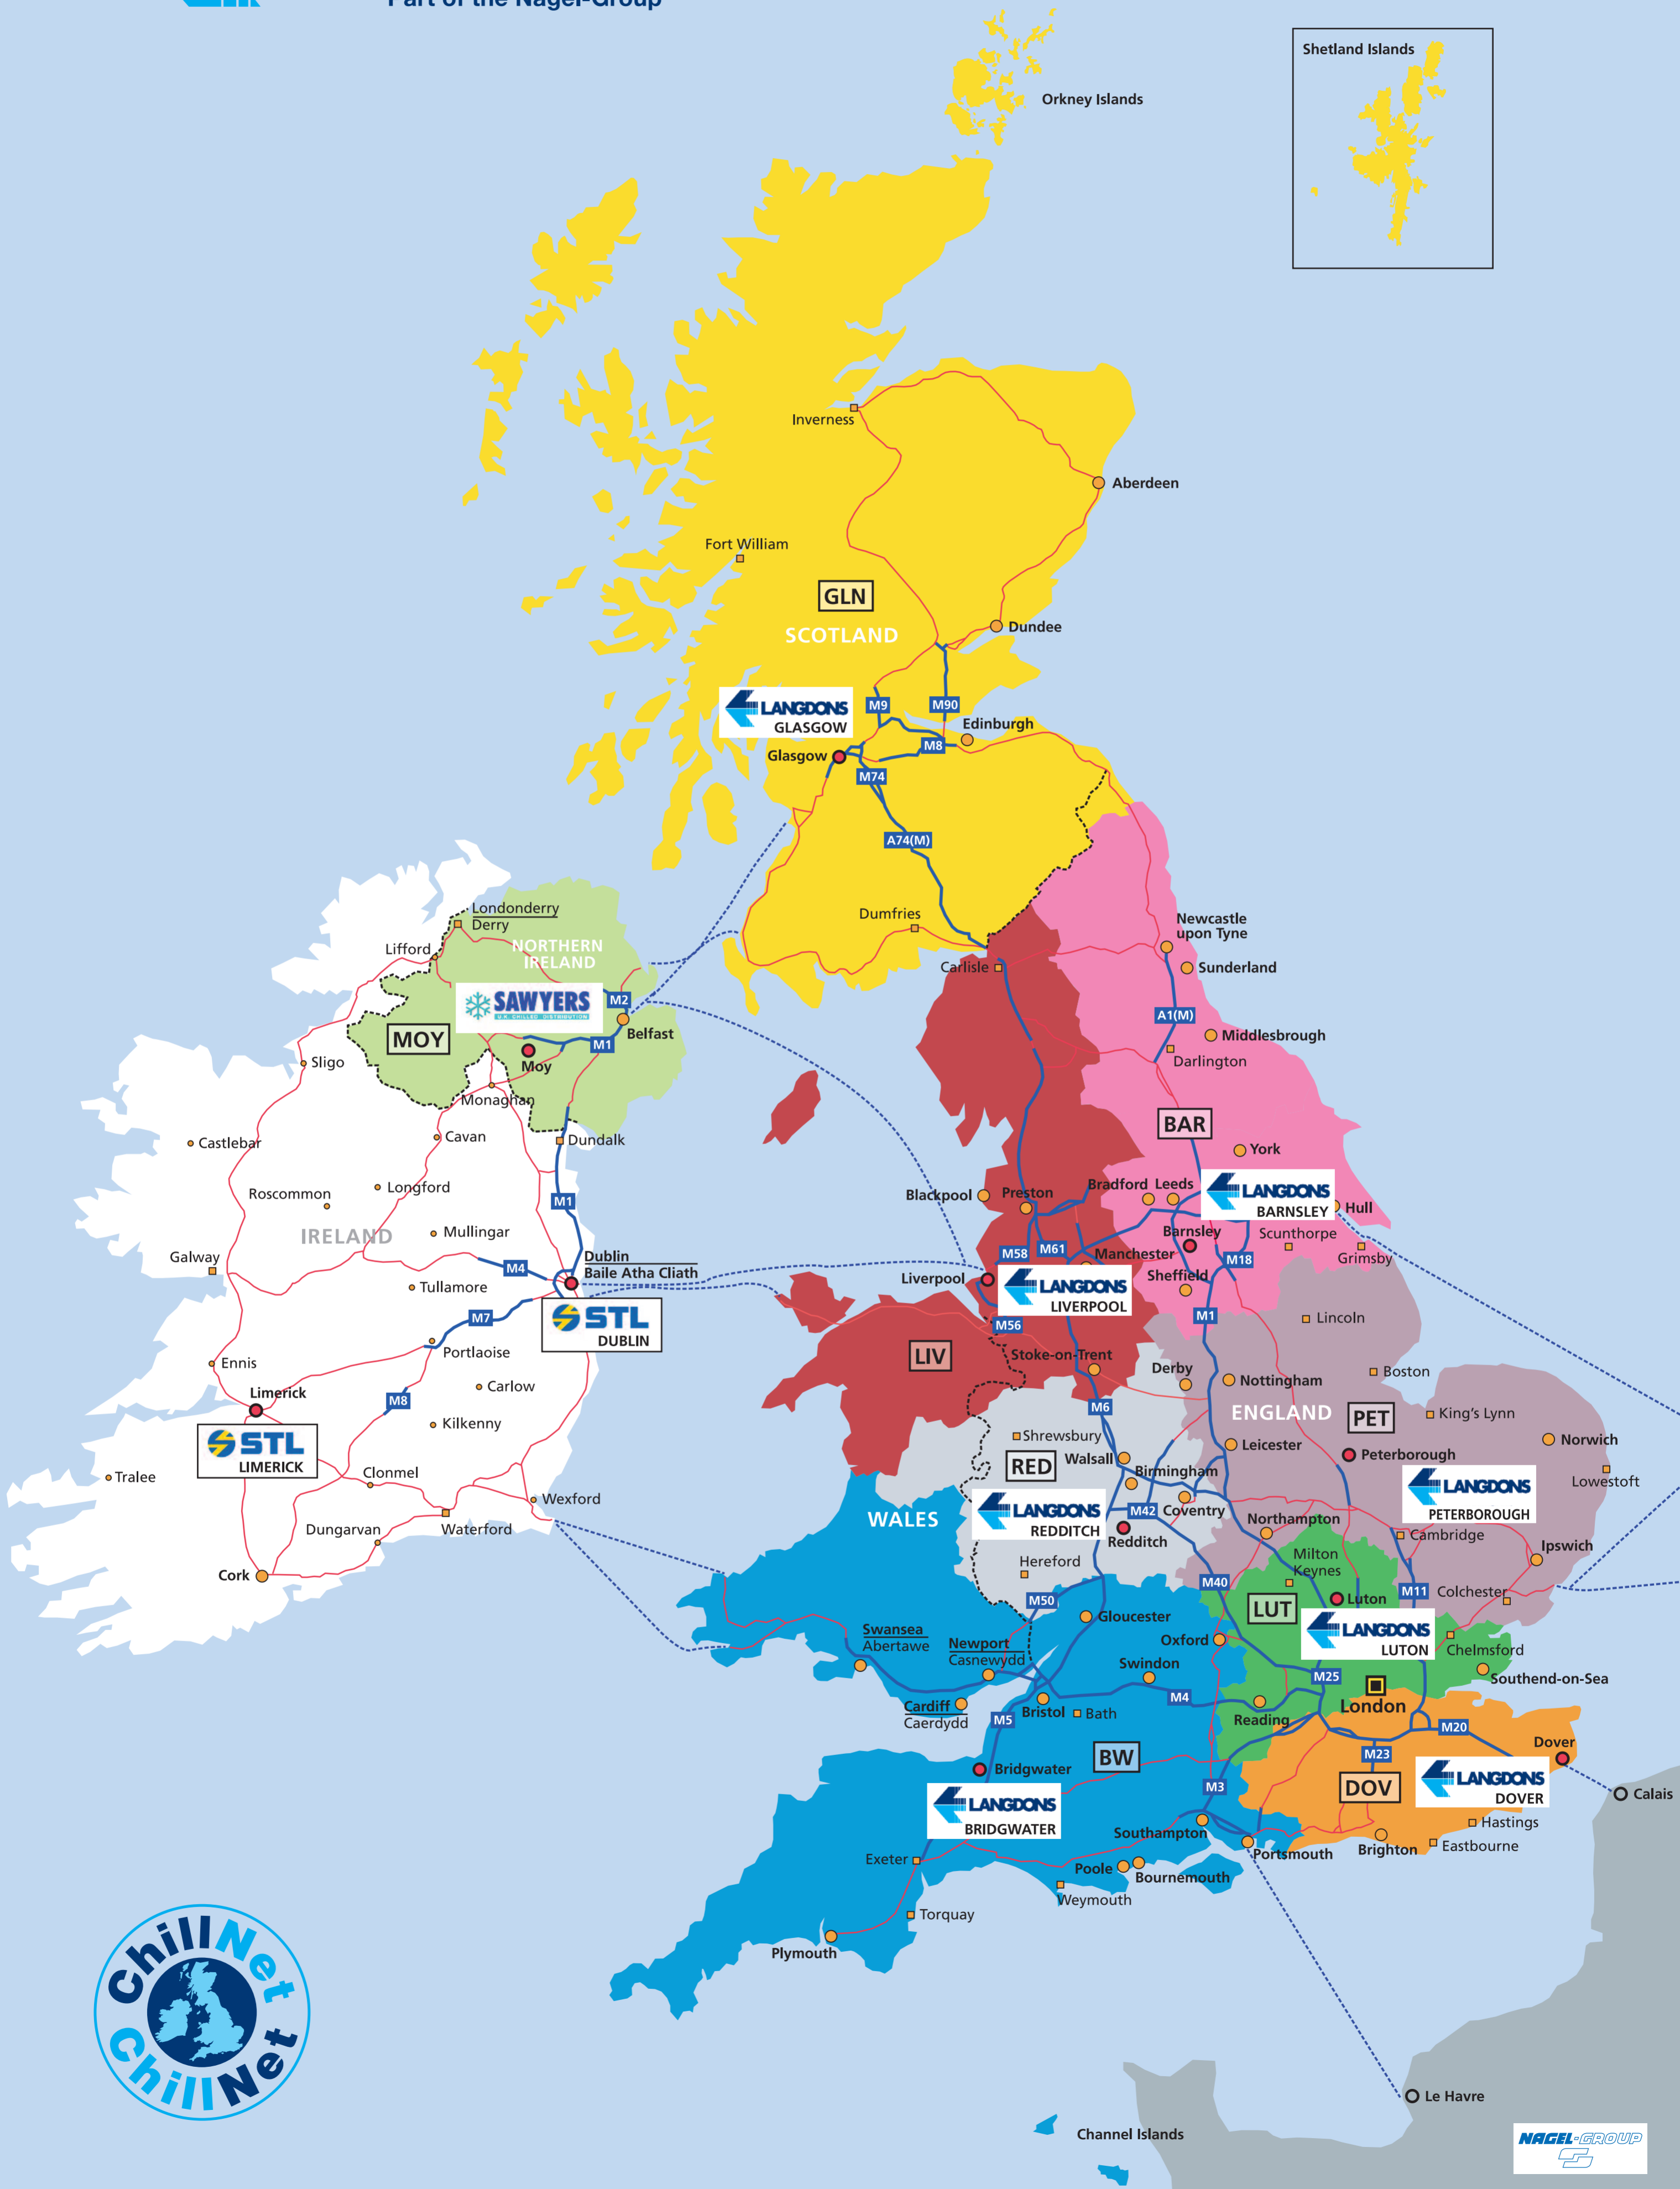 Part of the Nagel-Group
Shetland Islands
Orkney Islands
Inverness
Aberdeen
Fort William
GLN
SCOTLAND
Dundee
LANGDONS
GLASGOW
M9
M90
Edinburgh
M8
Glasgow
M74
A74(M)
Dumfries
Londonderry
Derry
Lifford
NORTHERN
IRELAND
Newcastle
upon Tyne
Carlisle
Sunderland
SAWYERS
U.K. CHILLED DISTRIBUTION
M2
A1(M)
MOY
Belfast
Middlesbrough
M1
Moy
Darlington
Sligo
Monaghan
BAR
Cavan
Dundalk
Castlebar
York
Longford
Roscommon
M1
Blackpool
Preston
Bradford
Leeds
LANGDONS
BARNSLEY
Hull
IRELAND
Mullingar
Barnsley
Scunthorpe
Grimsby
Galway
Dublin
Baile Atha Cliath
M4
M58
M61
Manchester
M18
Tullamore
Liverpool
LANGDONS
LIVERPOOL
Sheffield
M7
STL
DUBLIN
M56
M1
Lincoln
Portlaoise
LIV
Stoke-on-Trent
Derby
Ennis
Boston
Nottingham
Limerick
Carlow
M8
M6
ENGLAND
PET
King's Lynn
Kilkenny
STL
LIMERICK
Shrewsbury
Leicester
Norwich
RED
Walsall
Peterborough
Birmingham
Tralee
Clonmel
Lowestoft
LANGDONS
PETERBOROUGH
Wexford
WALES
LANGDONS
REDDITCH
M42
Coventry
Northampton
Dungarvan
Waterford
Redditch
Cambridge
Ipswich
Milton
Keynes
Hereford
Cork
M40
M11
Colchester
M50
LUT
Luton
Gloucester
LANGDONS
LUTON
Swansea
Abertawe
Newport
Casnewydd
Oxford
Chelmsford
Swindon
M25
Southend-on-Sea
M4
London
Cardiff
Caerdydd
M5
Bristol
Bath
Reading
M20
Dover
BW
M23
Bridgwater
M3
DOV
LANGDONS
DOVER
Calais
LANGDONS
BRIDGWATER
Southampton
Hastings
Portsmouth
Brighton
Eastbourne
Exeter
Poole
Bournemouth
Weymouth
Torquay
Plymouth
ChillNet
ChillNet
Le Havre
Channel Islands
NAGEL-GROUP